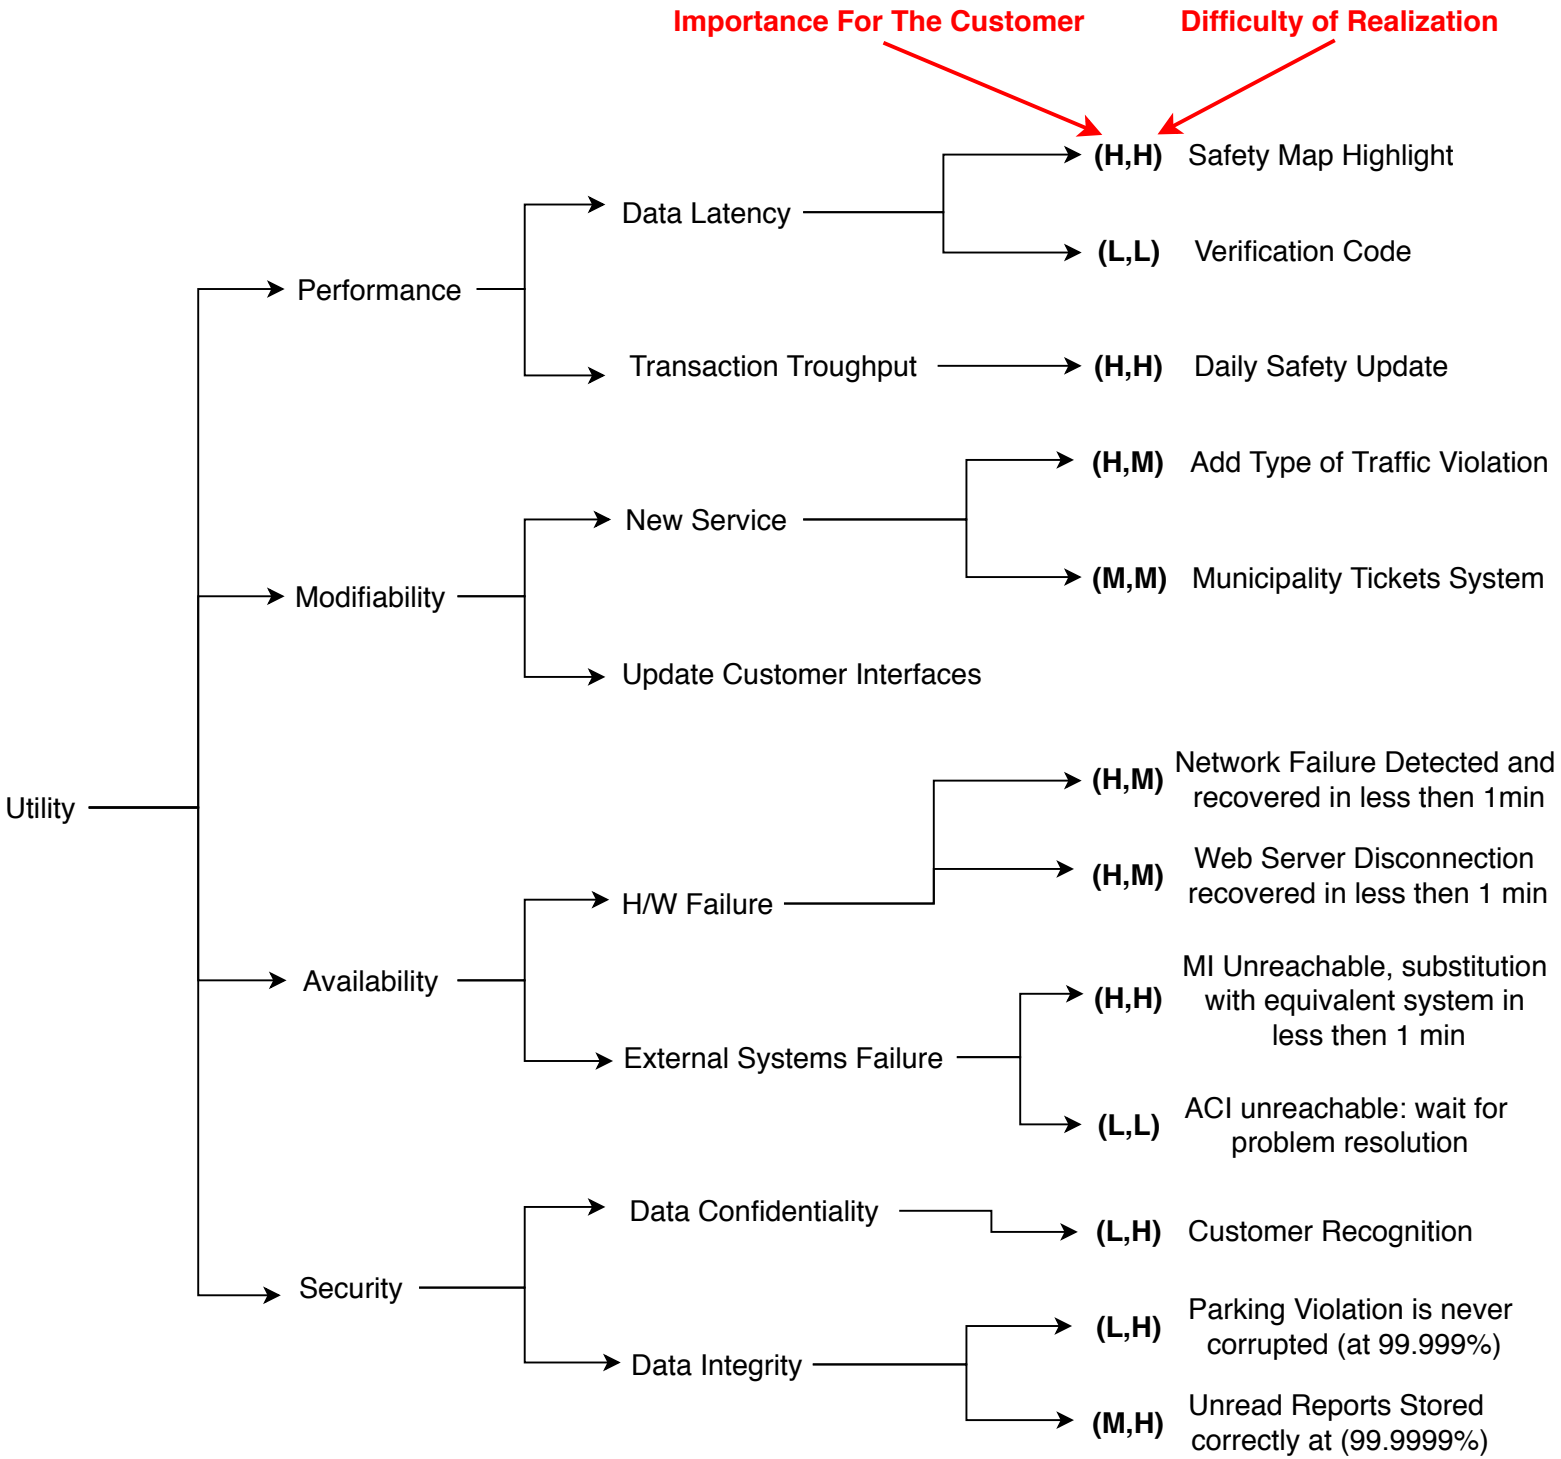 Importance For The Customer
Difficulty of Realization
(H,H) Safety Map Highlight
Data Latency
(L,L) Verification Code
Performance
Transaction Troughput
(H,H) Daily Safety Update
(H,M) Add Type of Traffic Violation
New Service
(M,M) Municipality Tickets System
Modifiability
Update Customer Interfaces
Utility
(H,M) Network Failure Detected and
recovered in less then 1min
H/W Failure
(H,M) Web Server Disconnection
recovered in less then 1 min
Availability
(H,H) MI Unreachable, substitution
with equivalent system in
less then 1 min
External Systems Failure
(L,L) ACI unreachable: wait for
problem resolution
Data Confidentiality
(L,H) Customer Recognition
Security
(L,H) Parking Violation is never
corrupted (at 99.999%)
Data Integrity
(M,H) Unread Reports Stored
correctly at (99.9999%)